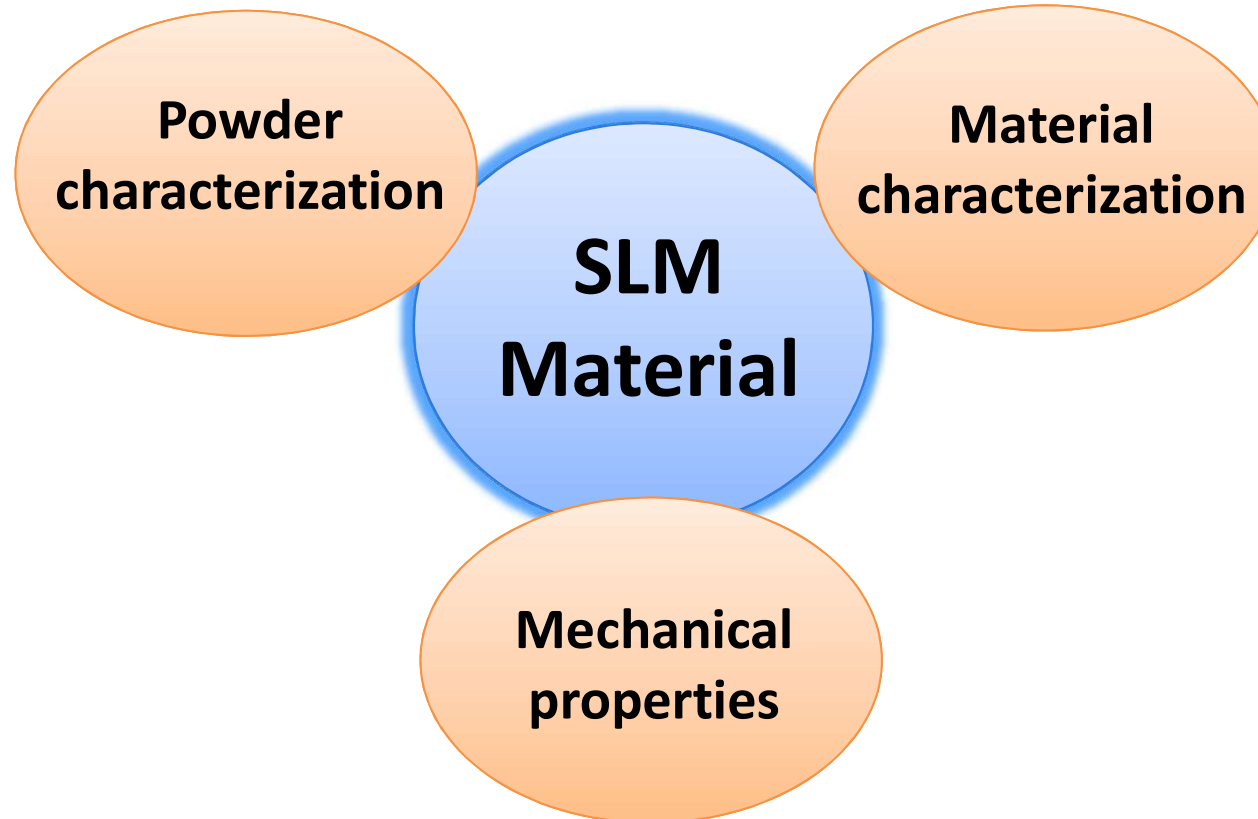 Powder
characterization
Material
characterization
SLM
Material
Mechanical
properties